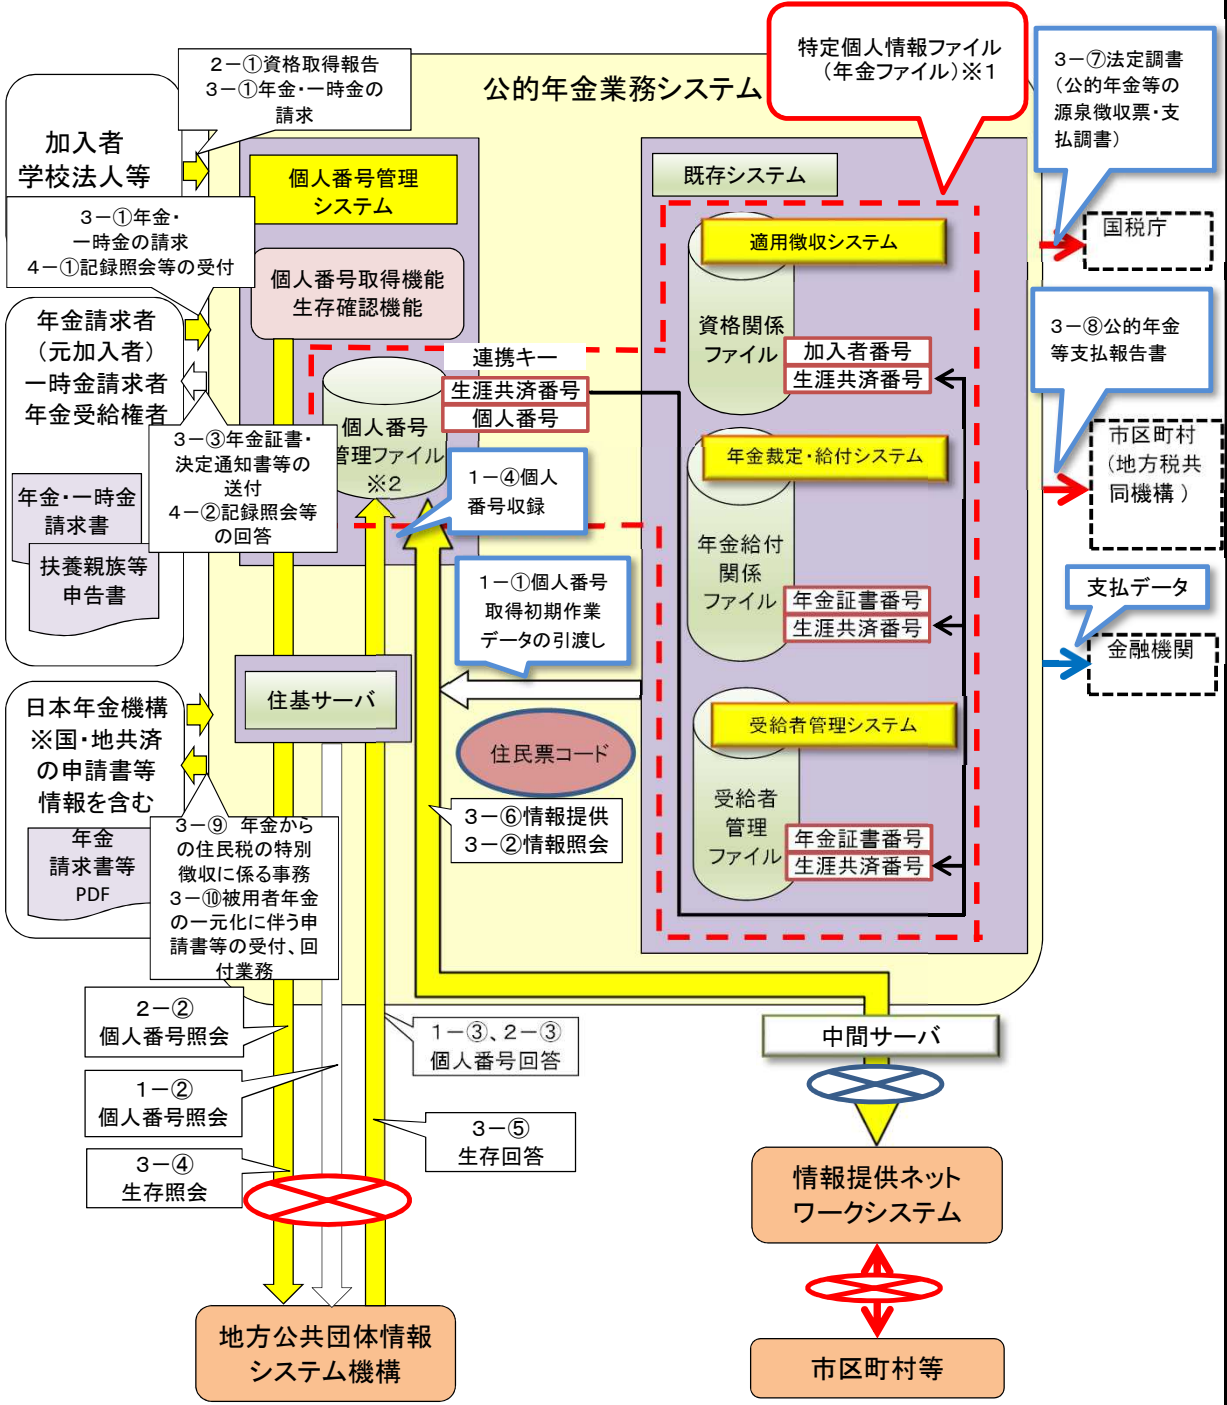 2－①資格取得報告
3－①年金・一時金の
請求
公的年金業務システム
特定個人情報ファイル
（年金ファイル）※1
3－⑦法定調書
（公的年金等の
源泉徴収票・支
払調書）
加入者
学校法人等
個人番号管理
システム
既存システム
3－①年金・
一時金の請求
4－①記録照会等の受付
適用徴収システム
国税庁
個人番号取得機能
生存確認機能
年金請求者
（元加入者）
一時金請求者
年金受給権者
資格関係
ファイル
加入者番号
生涯共済番号
3－⑧公的年金
等支払報告書
連携キー
生涯共済番号
個人番号
個人番号
管理ファイル
※2
3－③年金証書・
決定通知書等の
送付
4－②記録照会等
の回答
1－④個人
番号収録
年金裁定・給付システム
市区町村
（地方税共
同機構 ）
年金・一時金
請求書
扶養親族等
申告書
年金給付
関係
ファイル
年金証書番号
生涯共済番号
1－①個人番号
取得初期作業
データの引渡し
支払データ
金融機関
住基サーバ
日本年金機構
※国・地共済
の申請書等
情報を含む
受給者管理システム
住民票コード
受給者
管理
ファイル
年金証書番号
生涯共済番号
3－⑥情報提供
3－②情報照会
年金
請求書等
PDF
3－⑨　年金から
の住民税の特別
徴収に係る事務
3－⑩被用者年金
の一元化に伴う申
請書等の受付、回
付業務
2－②
個人番号照会
1－③、2－③
個人番号回答
中間サーバ
1－②
個人番号照会
3－⑤
生存回答
3－④
生存照会
情報提供ネット
ワークシステム
地方公共団体情報
システム機構
市区町村等